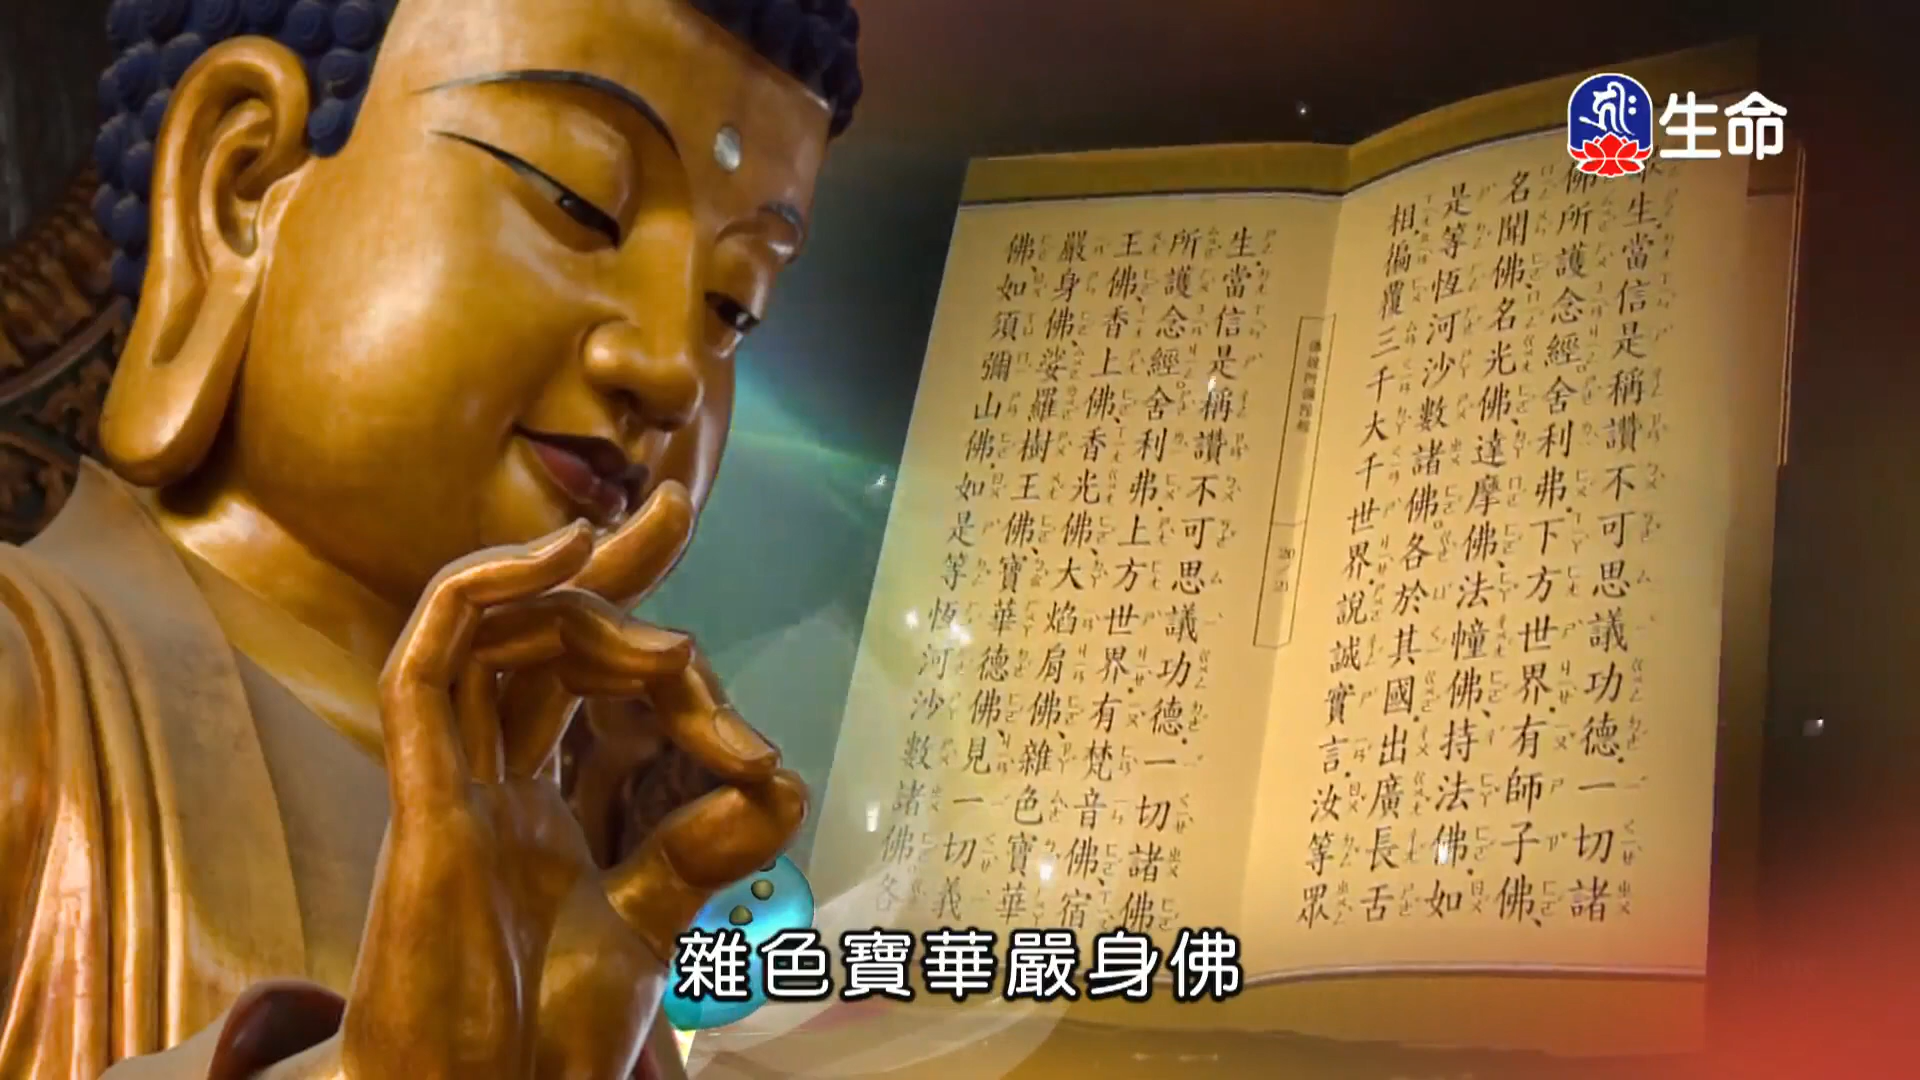 生命
眾生當信是稱讚不可思議功德一切諸
佛所護念經舍利弗下方世界有師子佛、
名聞佛、名光佛、達摩佛、法幢佛、持法佛如
是等恆河沙數諸佛各於其國出廣長舌
相徧覆三千大千世界說誠實言汝等眾
佛說阿彌陀經
生當信是稱讚不可思議功德一切諸佛
所護念經舍利弗上方世界有梵音佛、宿
王佛、香上佛、香光佛、大焰肩佛、雜色寶華
嚴身佛、娑羅樹王佛、寶華德佛、見一切義
佛、如須彌山佛如是等恆河沙數諸佛各
雜色寶華嚴身佛